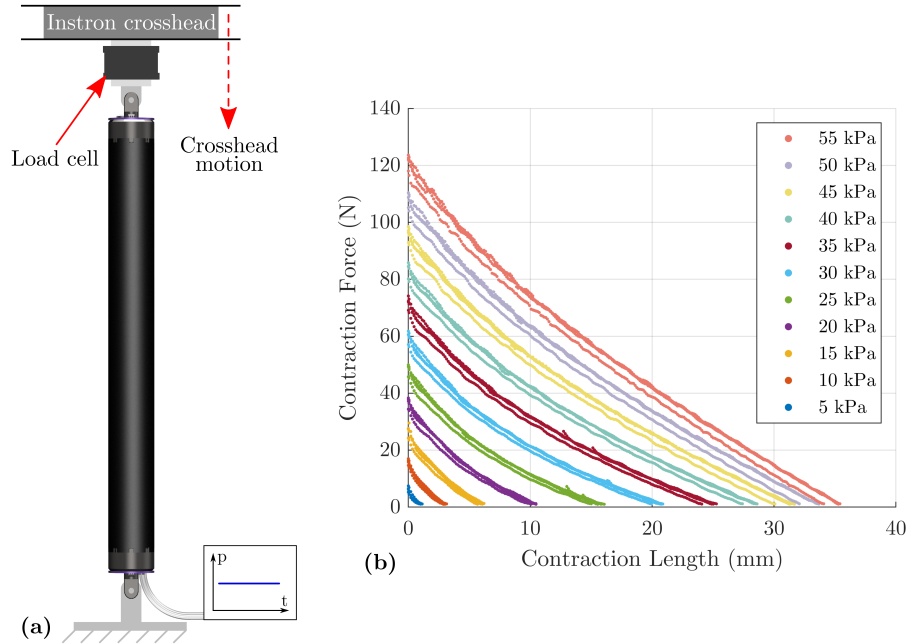 Instron crosshead
Load cell
Crosshead
motion
p
t
(a)
Contraction Force (N)
140
120
100
80
60
40
20
0
0
10
20
30
40
Contraction Length (mm)
55 kPa
50 kPa
45 kPa
40 kPa
35 kPa
30 kPa
25 kPa
20 kPa
15 kPa
10 kPa
5 kPa
(b)